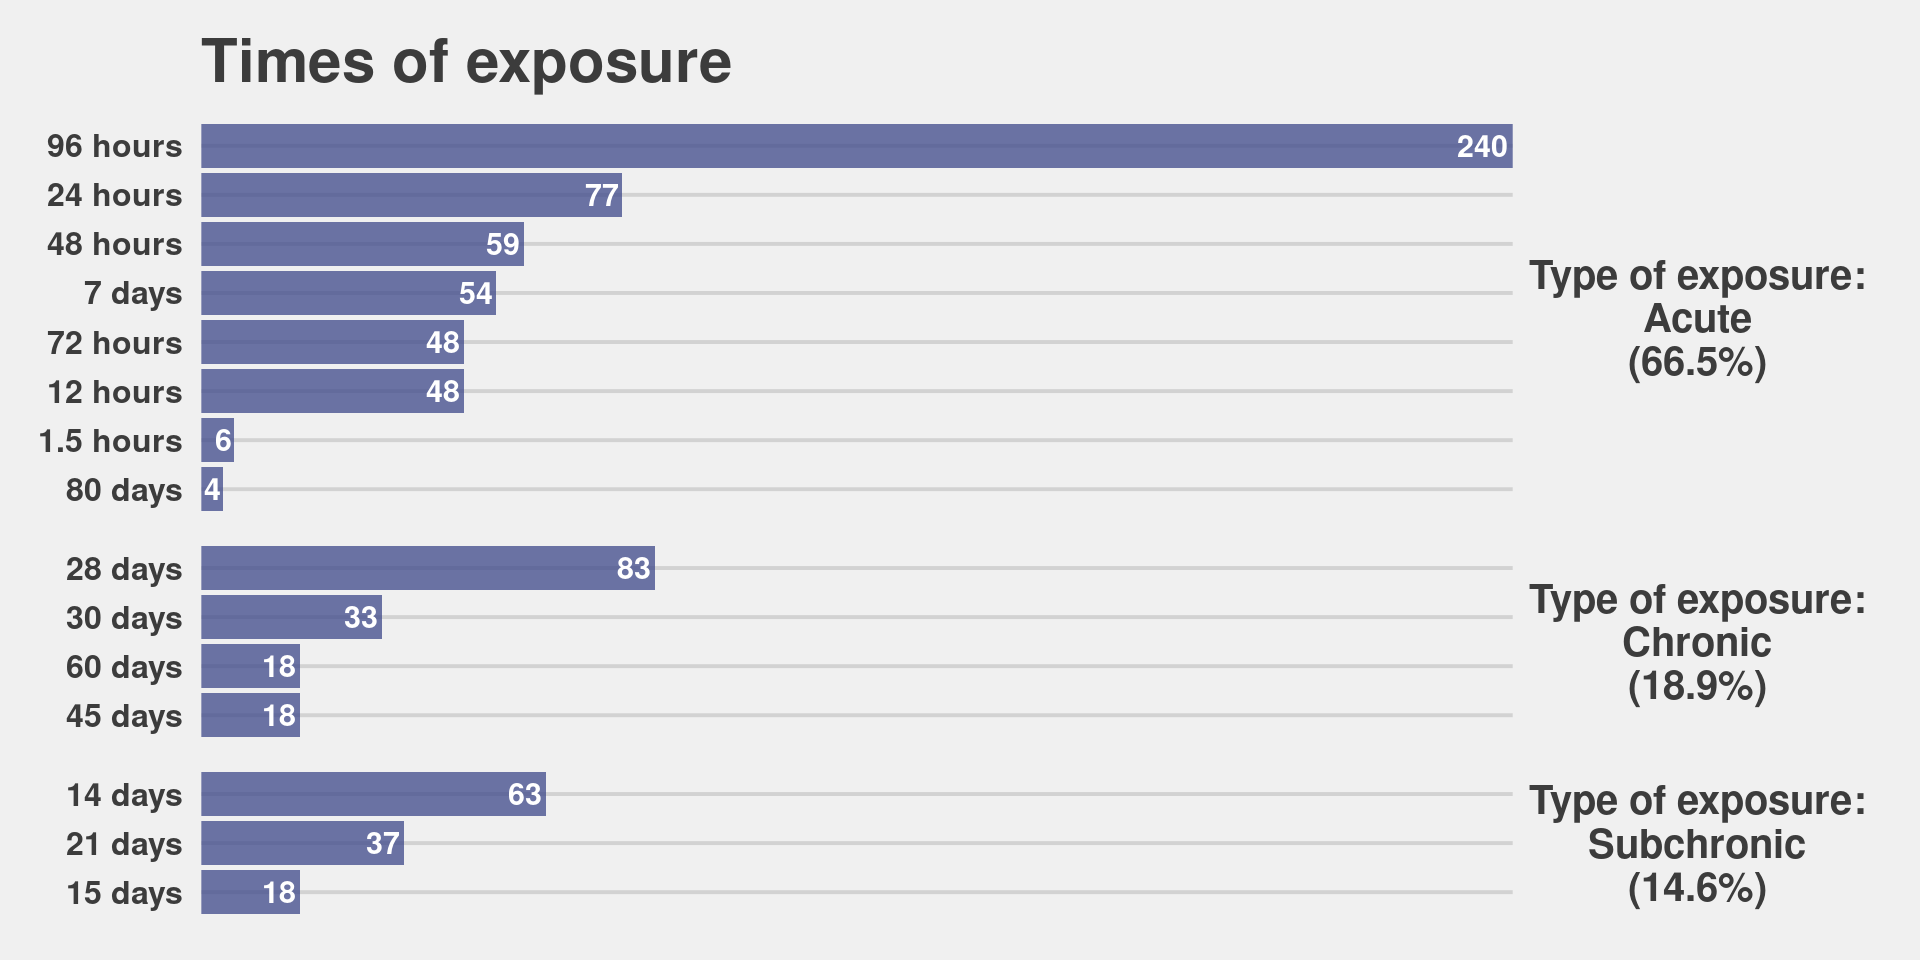 Times of exposure
96 hours 240
24 hours 77
48 hours 59
7 days 54
72 hours 48
12 hours 48
1.5 hours 6
80 days 4
Type of exposure:
Acute
(66.5%)
28 days 83
30 days 33
60 days 18
45 days 18
Type of exposure:
Chronic
(18.9%)
14 days 63
21 days 37
15 days 18
Type of exposure:
Subchronic
(14.6%)